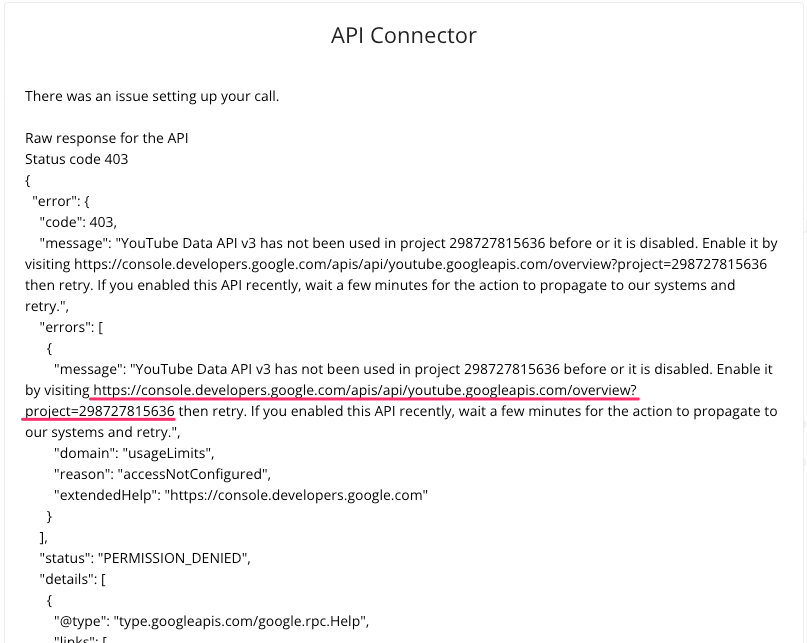 API Connector
There was an issue setting up your call.
Raw response for the API
Status code 403
{
"error": {
"code": 403,
"message": "YouTube Data API v3 has not been used in project 298727815636 before or it is disabled. Enable it by
visiting https://console.developers.google.com/apis/api/youtube.googleapis.com/overview?project=298727815636
then retry. If you enabled this API recently, wait a few minutes for the action to propagate to our systems and
retry.",
"errors": [
{
"message": "YouTube Data API v3 has not been used in project 298727815636 before or it is disabled. Enable it
by visiting https://console.developers.google.com/apis/api/youtube.googleapis.com/overview?
project=298727815636 then retry. If you enabled this API recently, wait a few minutes for the action to propagate to
our systems and retry.",
"domain": "usageLimits",
"reason": "accessNotConfigured",
"extendedHelp": "https://console.developers.google.com"
}
],
"status": "PERMISSION_DENIED",
"details": [
{
"@type": "type.googleapis.com/google.rpc.Help",
"links": [